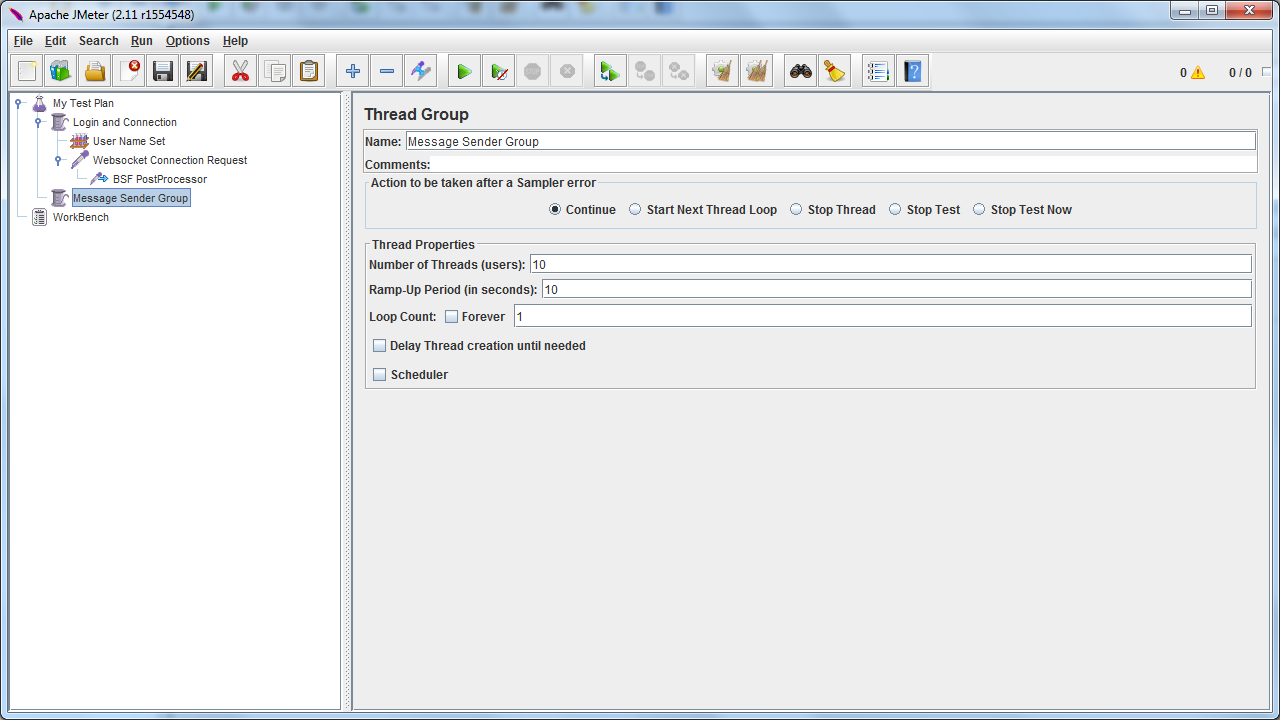 Apache JMeter (2.11 r1554548)
File Edit Search Run Options Help
0 0 / 0
My Test Plan
Login and Connection
User Name Set
Websocket Connection Request
BSF PostProcessor
Message Sender Group
WorkBench
Thread Group
Name: Message Sender Group
Comments:
Action to be taken after a Sampler error
Continue Start Next Thread Loop Stop Thread Stop Test Stop Test Now
Thread Properties
Number of Threads (users): 10
Ramp-Up Period (in seconds): 10
Loop Count: Forever 1
Delay Thread creation until needed
Scheduler